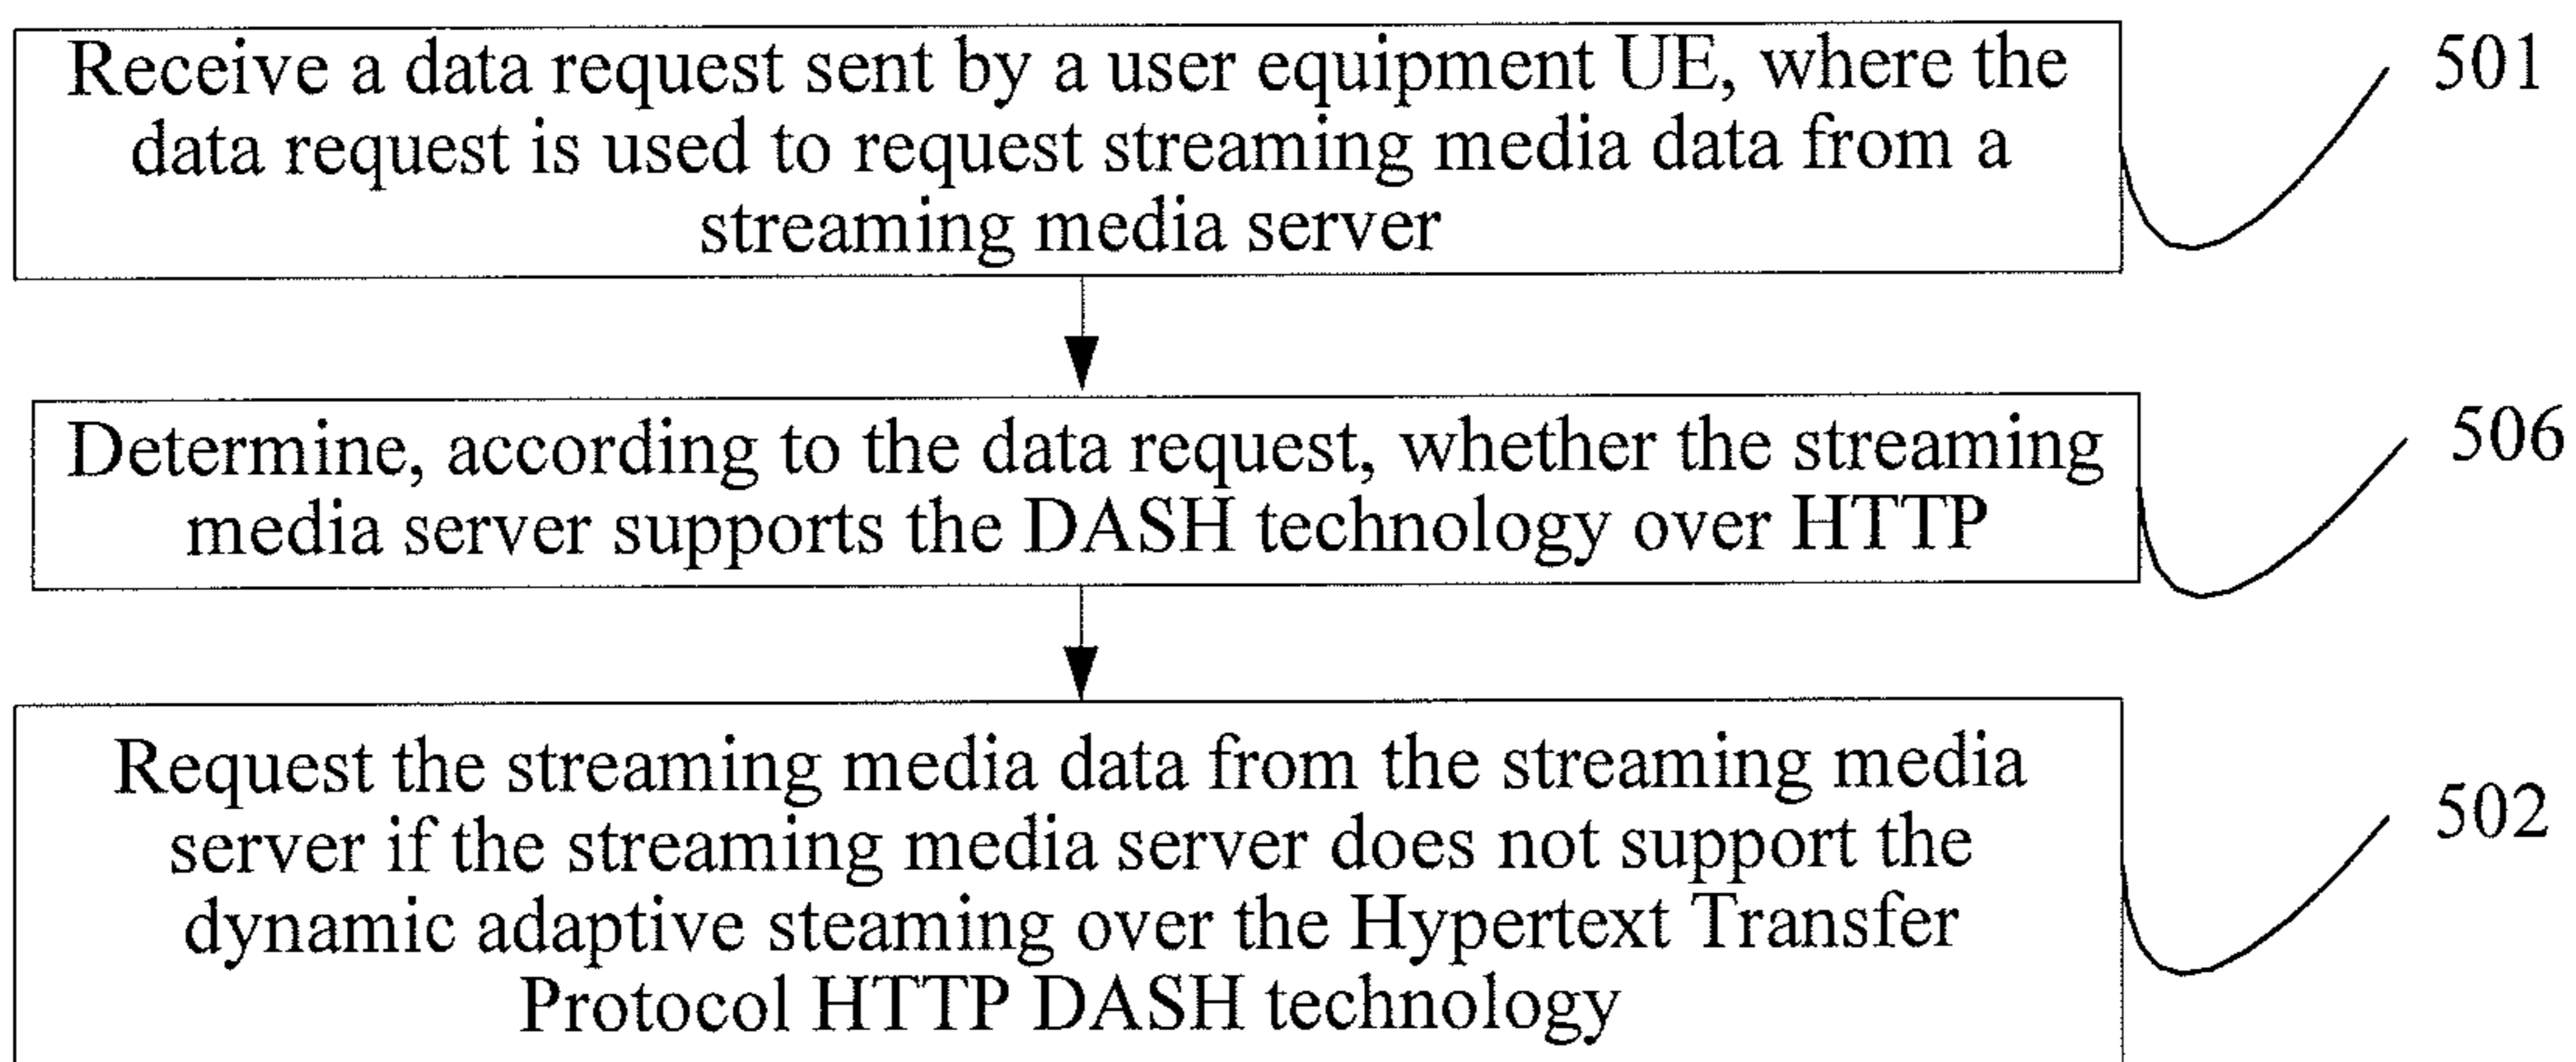 Receive a data request sent by a user equipment UE, where the
data request is used to request streaming media data from a
streaming media server
501
Determine, according to the data request, whether the streaming
media server supports the DASH technology over HTTP
506
Request the streaming media data from the streaming media
server if the streaming media server does not support the
dynamic adaptive steaming over the Hypertext Transfer
Protocol HTTP DASH technology
502